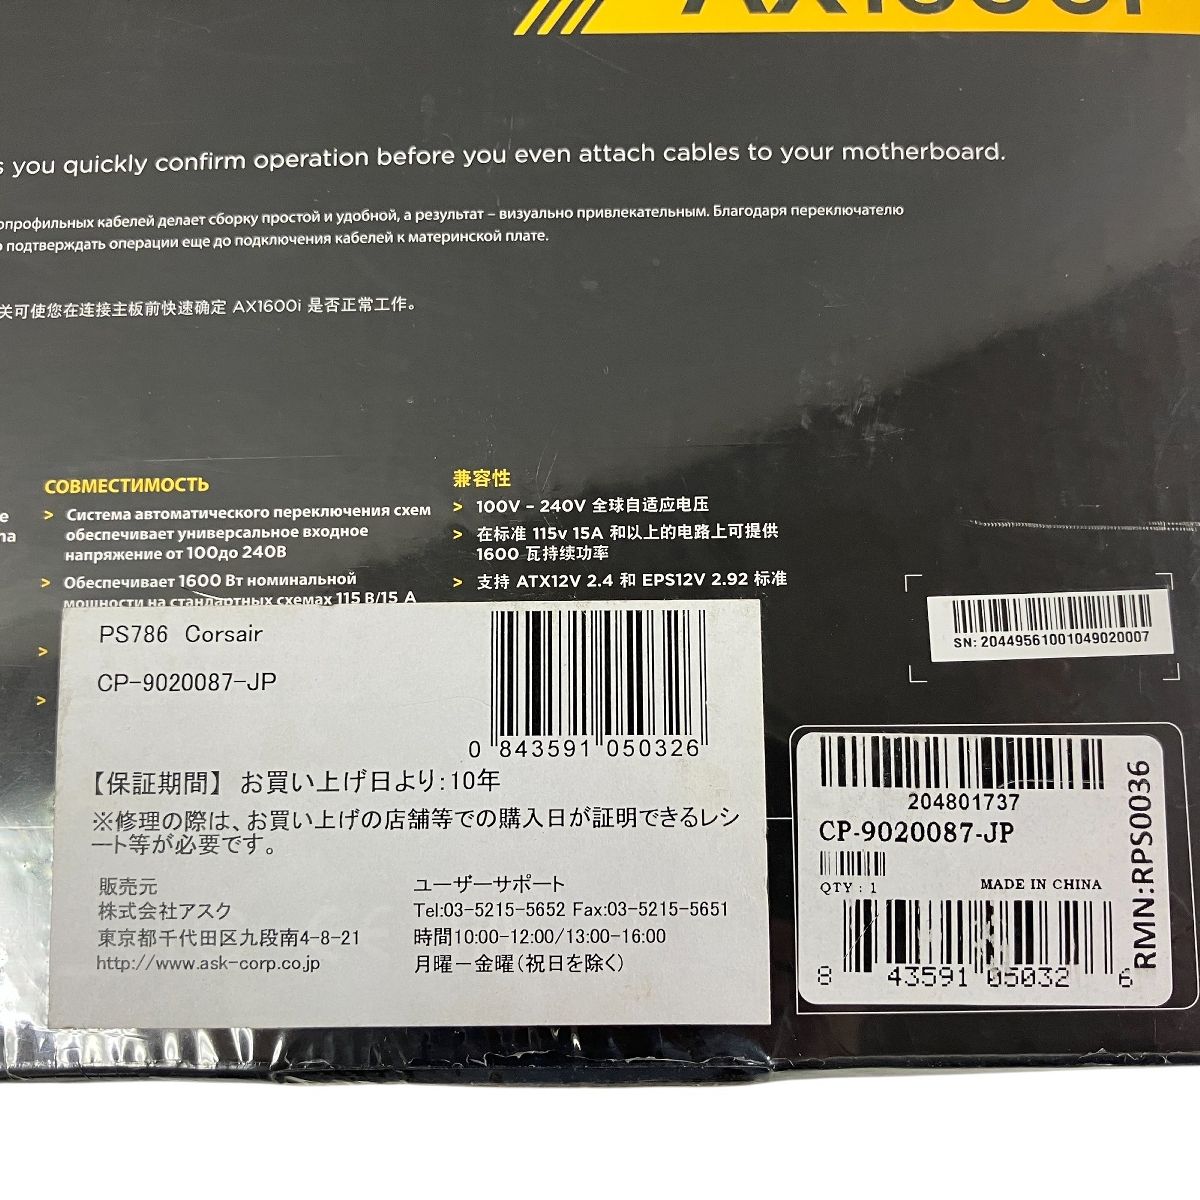 AX1600i
s you quickly confirm operation before you even attach cables to your motherboard.
опрофильных кабелей делает сборку простой и удобной, а результат – визуально привлекательным. Благодаря переключателю
о подтверждать операции еще до подключения кабелей к материнской плате.
关可使您在连接主板前快速确定 AX1600i 是否正常工作。
СОВМЕСТИМОСТЬ
> Система автоматического переключения схем
обеспечивает универсальное входное
напряжение от 100до 240В
> Обеспечивает 1600 Вт номинальной
мощности на стандартных схемах 115 В/15 А
>
>
兼容性
> 100V – 240V 全球自适应电压
> 在标准 115v 15A 和以上的电路上可提供
1600 瓦持续功率
> 支持 ATX12V 2.4 和 EPS12V 2.92 标准
SN: 20449561001049020007
PS786 Corsair
CP-9020087-JP
0 843591 050326
【保証期間】 お買い上げ日より:10年
※修理の際は、お買い上げの店舗等での購入日が証明できるレシ
ート等が必要です。
販売元
株式会社アスク
東京都千代田区九段南4-8-21
http://www.ask-corp.co.jp
ユーザーサポート
Tel:03-5215-5652 Fax:03-5215-5651
時間10:00-12:00/13:00-16:00
月曜－金曜(祝日を除く)
204801737
CP-9020087-JP
QTY : 1 MADE IN CHINA
8 43591 05032 6
RMN:RPS0036